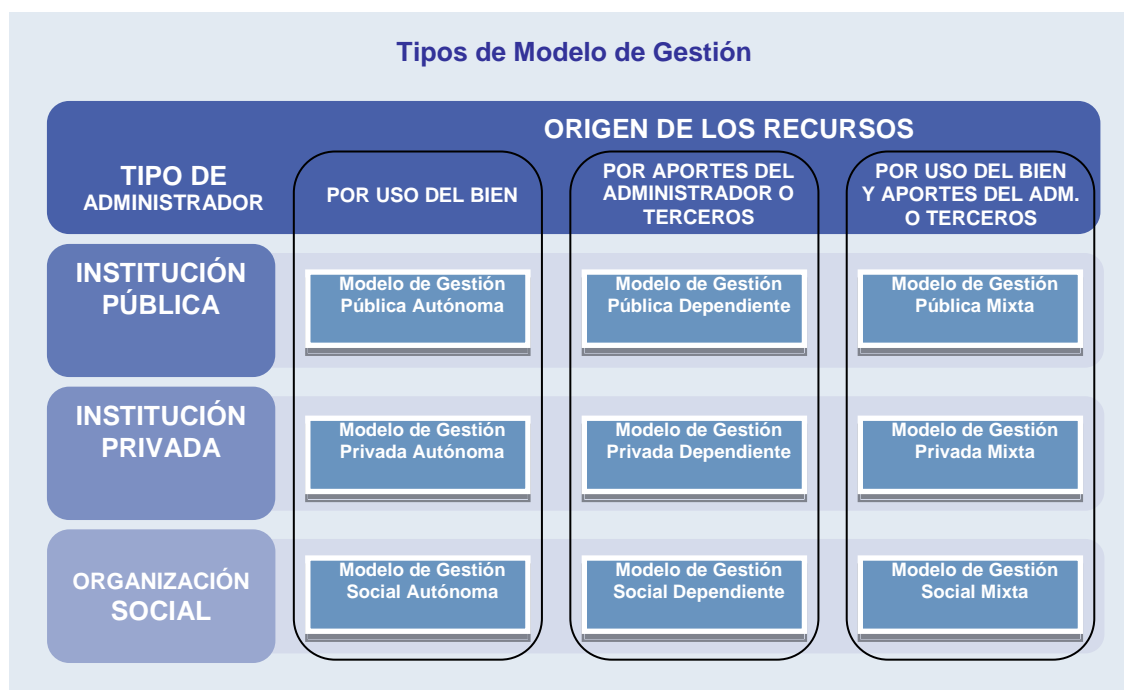 Tipos de Modelo de Gestión
ORIGEN DE LOS RECURSOS
TIPO DE
ADMINISTRADOR
POR USO DEL BIEN
POR APORTES DEL
ADMINISTRADOR O
TERCEROS
POR USO DEL BIEN
Y APORTES DEL ADM.
O TERCEROS
INSTITUCIÓN
PÚBLICA
Modelo de Gestión
Pública Autónoma
Modelo de Gestión
Pública Dependiente
Modelo de Gestión
Pública Mixta
INSTITUCIÓN
PRIVADA
Modelo de Gestión
Privada Autónoma
Modelo de Gestión
Privada Dependiente
Modelo de Gestión
Privada Mixta
ORGANIZACIÓN
SOCIAL
Modelo de Gestión
Social Autónoma
Modelo de Gestión
Social Dependiente
Modelo de Gestión
Social Mixta